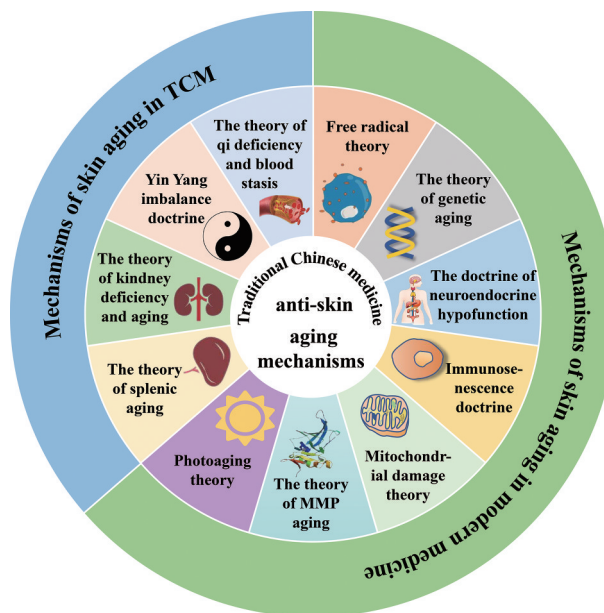 Mechanisms of skin aging in TCM
Mechanisms of skin aging in modern medicine
The theory of
qi deficiency
and blood
stasis
Free radical
theory
The theory
of genetic
aging
The doctrine of
neuroendocrine
hypofunction
Immunose-
nescence
doctrine
Mitochondr-
ial damage
theory
The theory
of MMP
aging
Photoaging
theory
The theory
of splenic
aging
The theory
of kidney
deficiency
and aging
Yin Yang
imbalance
doctrine
Traditional Chinese medicine
anti-skin
aging
mechanisms